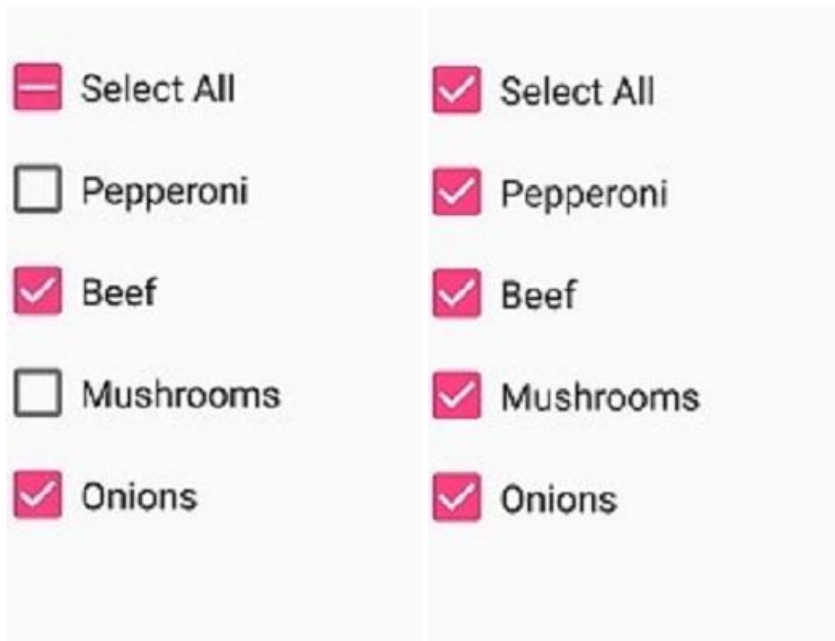 Select All
Pepperoni
Beef
Mushrooms
Onions
Select All
Pepperoni
Beef
Mushrooms
Onions